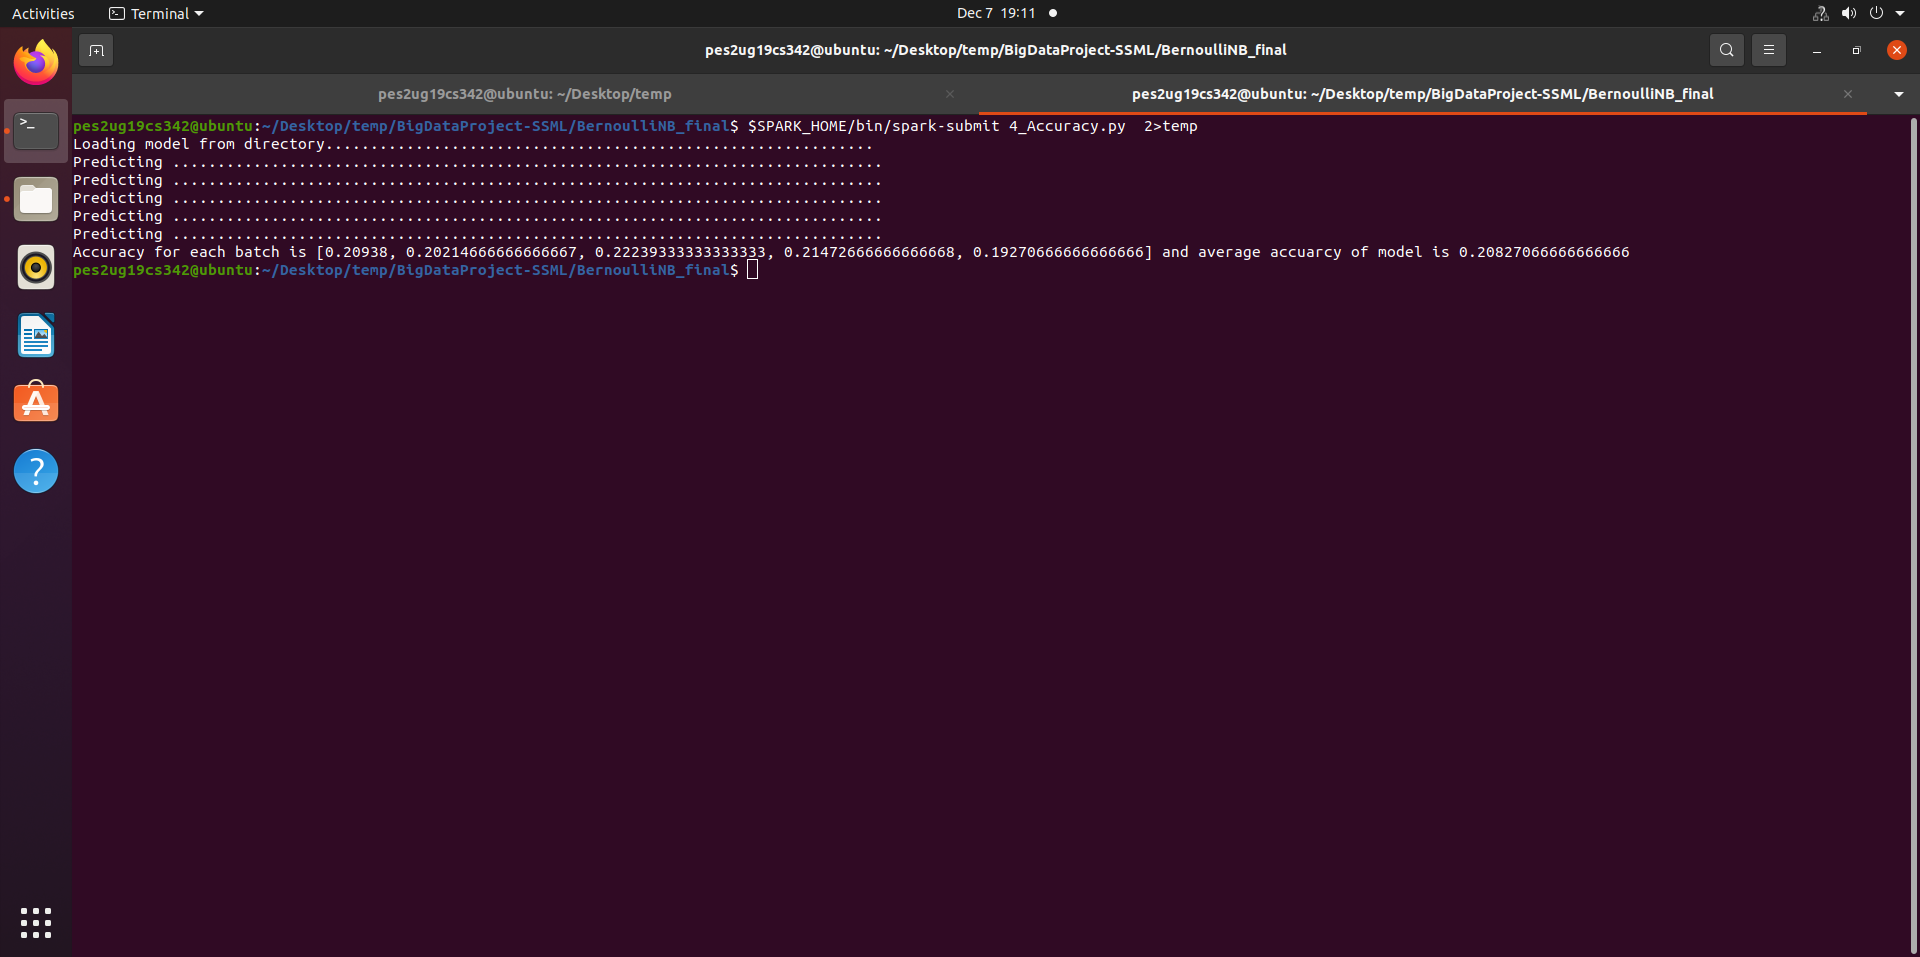 Activities
Terminal
Dec 7 19:11
pes2ug19cs342@ubuntu: ~/Desktop/temp/BigDataProject-SSML/BernoulliNB_final
pes2ug19cs342@ubuntu: ~/Desktop/temp
pes2ug19cs342@ubuntu: ~/Desktop/temp/BigDataProject-SSML/BernoulliNB_final
pes2ug19cs342@ubuntu:~/Desktop/temp/BigDataProject-SSML/BernoulliNB_final$ $SPARK_HOME/bin/spark-submit 4_Accuracy.py  2>temp
Loading model from directory.............................................................
Predicting ...............................................................................
Predicting ...............................................................................
Predicting ...............................................................................
Predicting ...............................................................................
Predicting ...............................................................................
Accuracy for each batch is [0.20938, 0.20214666666666667, 0.22239333333333333, 0.21472666666666668, 0.19270666666666666] and average accuarcy of model is 0.20827066666666666
pes2ug19cs342@ubuntu:~/Desktop/temp/BigDataProject-SSML/BernoulliNB_final$